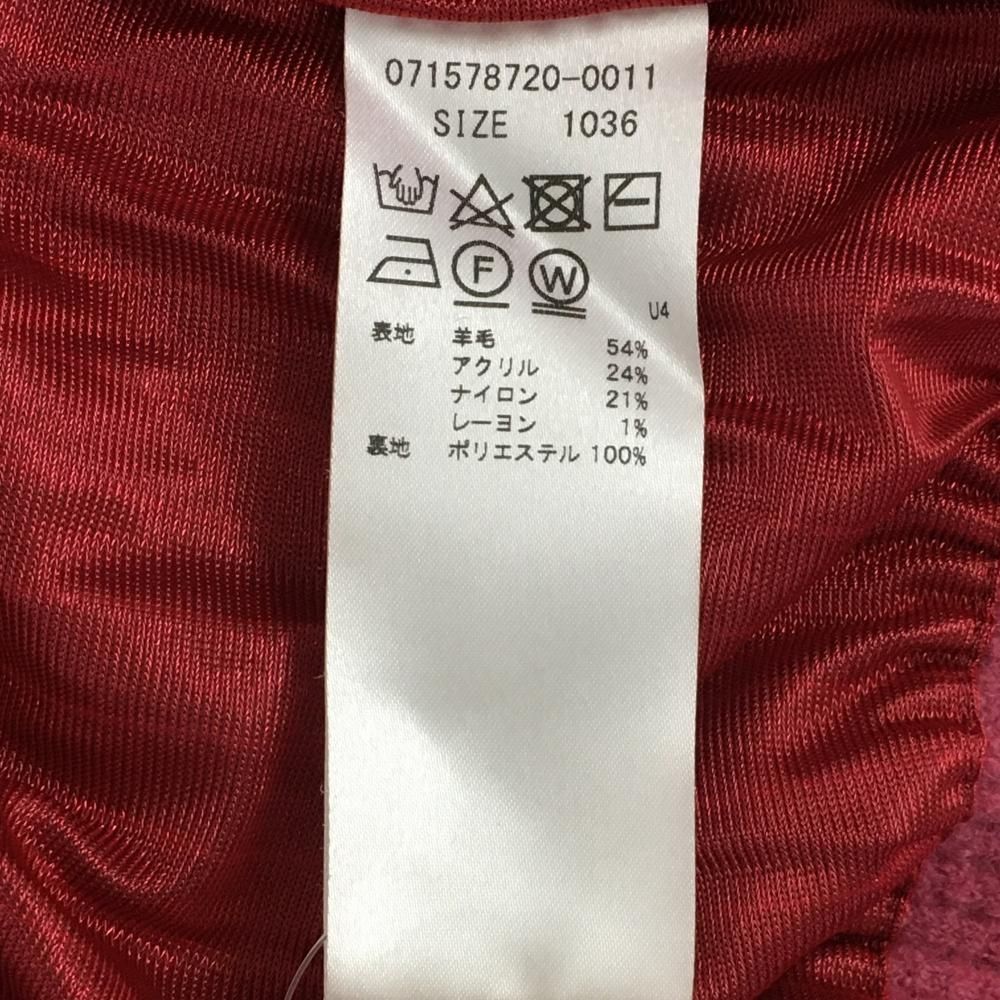 071578720-0011
SIZE 1036
F W
U4
表地 羊毛 54%
アクリル 24%
ナイロン 21%
レーヨン 1%
裏地 ポリエステル 100%